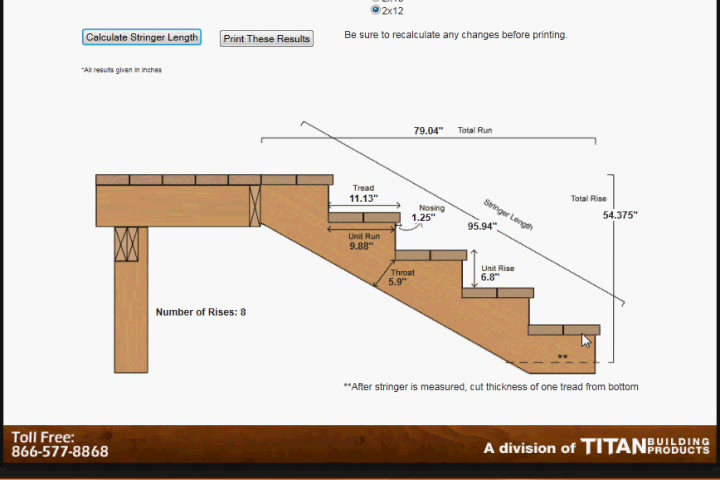 2x12
Calculate Stringer Length
Print These Results
Be sure to recalculate any changes before printing.
*All results given in inches
79.04" Total Run
Tread
11.13"
Nosing
1.25"
Stringer Length
95.94"
Total Rise
54.375"
Unit Run
9.88"
Throat
5.9"
Unit Rise
6.8"
Number of Rises: 8
**
**After stringer is measured, cut thickness of one tread from bottom
Toll Free:
866-577-8868
A division of TITAN BUILDING PRODUCTS